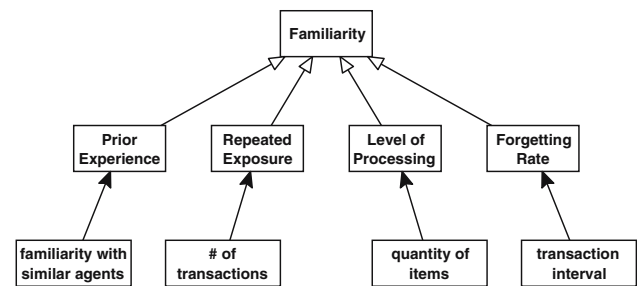 Familiarity
Prior
Experience
Repeated
Exposure
Level of
Processing
Forgetting
Rate
familiarity with
similar agents
# of
transactions
quantity of
items
transaction
interval